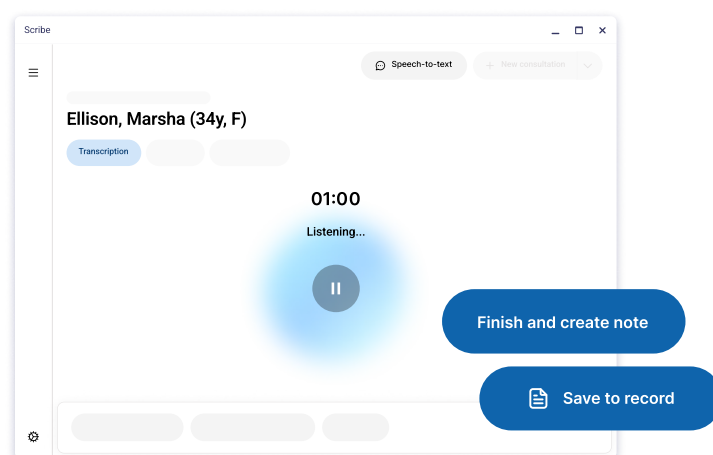 Scribe
Speech-to-text
New consultation
Ellison, Marsha (34y, F)
Transcription
01:00
Listening...
Finish and create note
Save to record